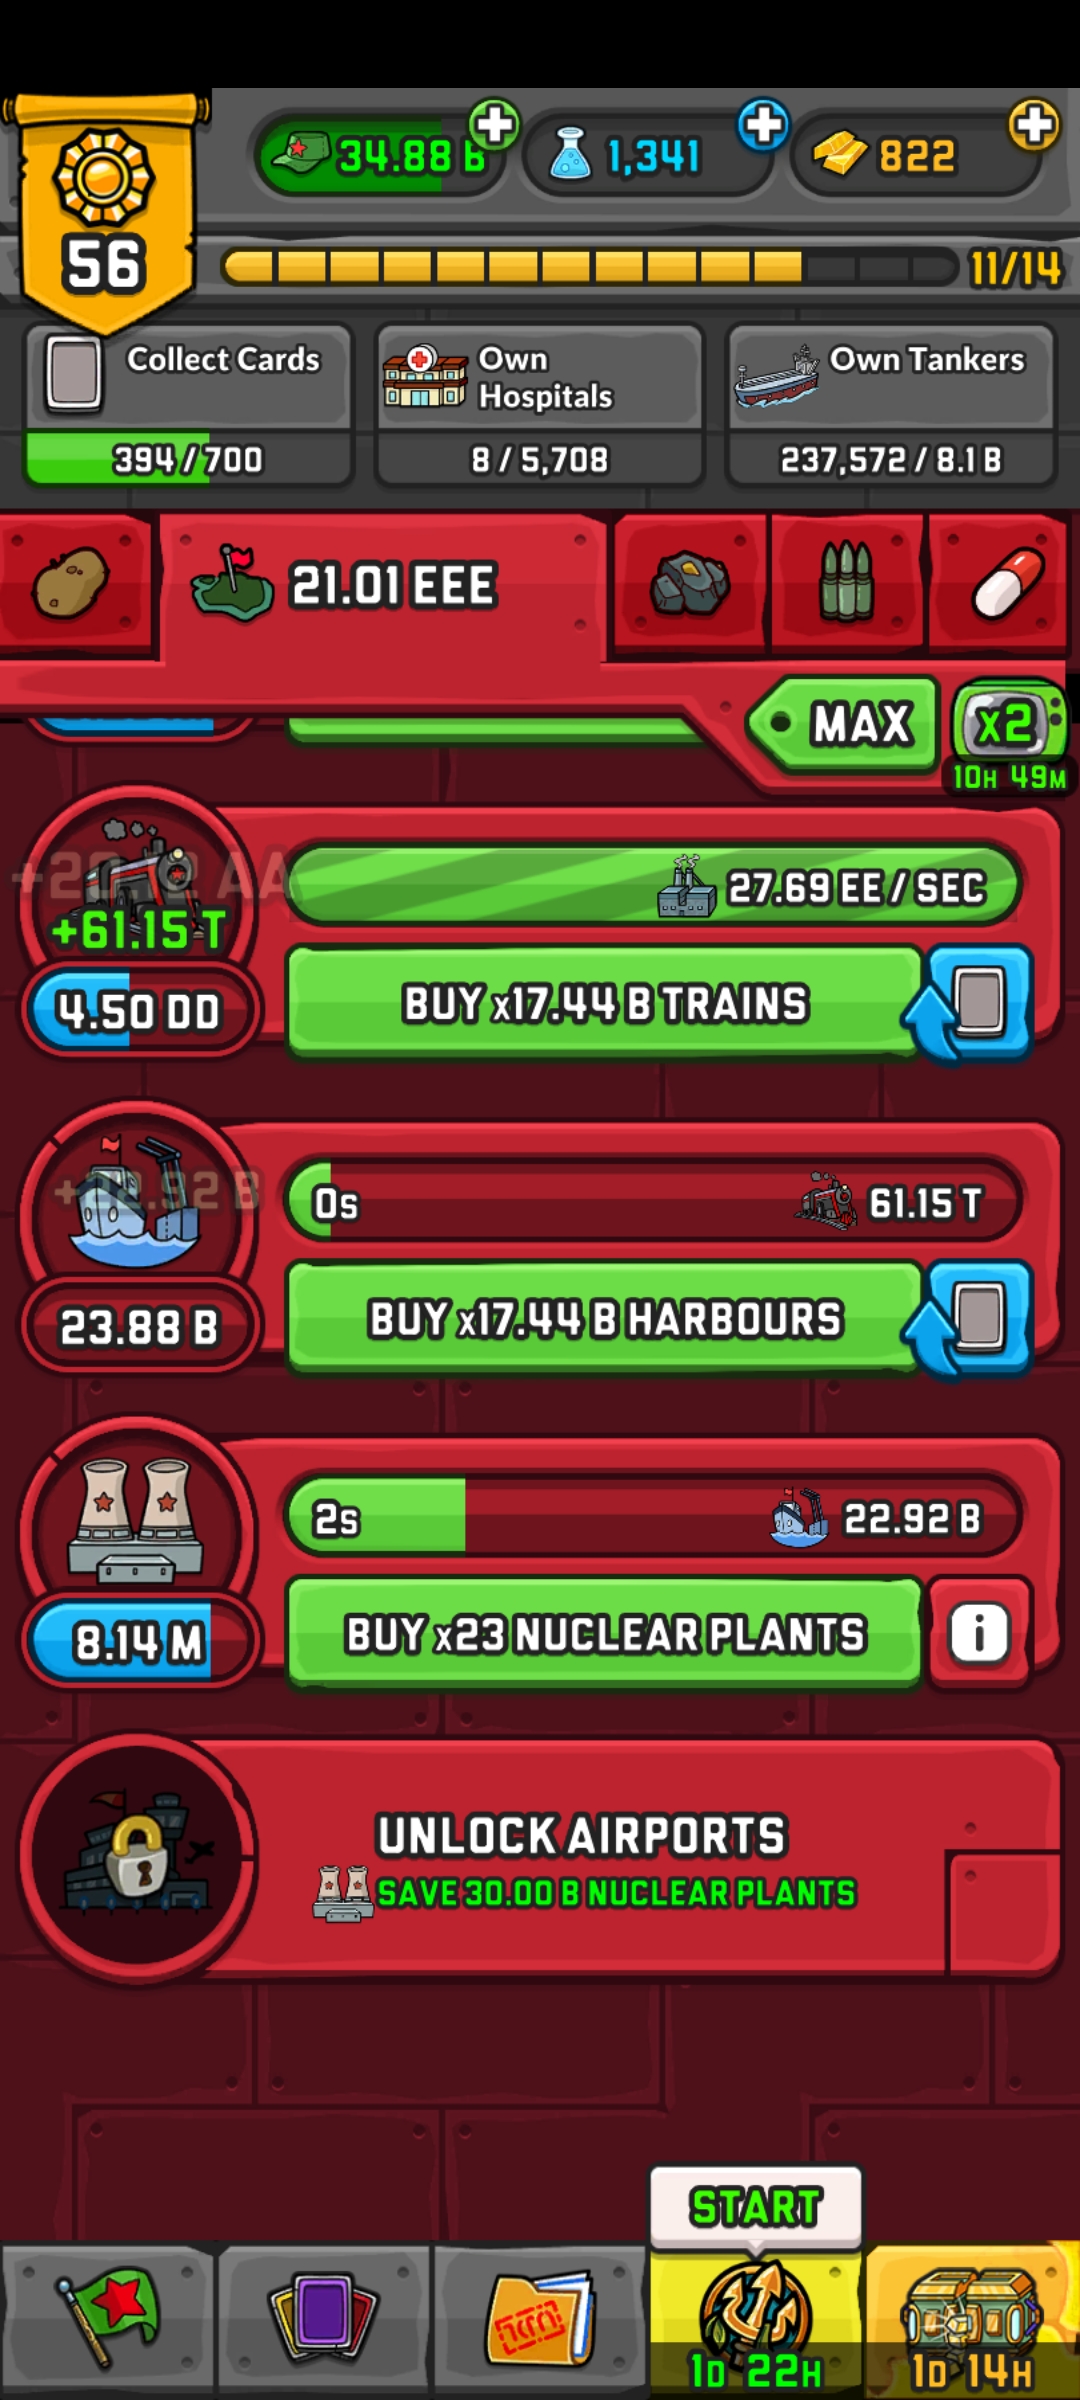 56
34.88 B
1,341
822
11/14
Collect Cards
394/700
Own
Hospitals
8/5,708
Own Tankers
237,572/8.1 B
21.01 EEE
MAX
x2
10H 49M
+61.15 T
4.50 DD
27.69 EE/SEC
BUY x17.44 B TRAINS
23.88 B
0s
61.15 T
BUY x17.44 B HARBOURS
8.14 M
2s
22.92 B
BUY x23 NUCLEAR PLANTS
i
UNLOCK AIRPORTS
SAVE 30.00 B NUCLEAR PLANTS
START
1D 22H
1D 14H